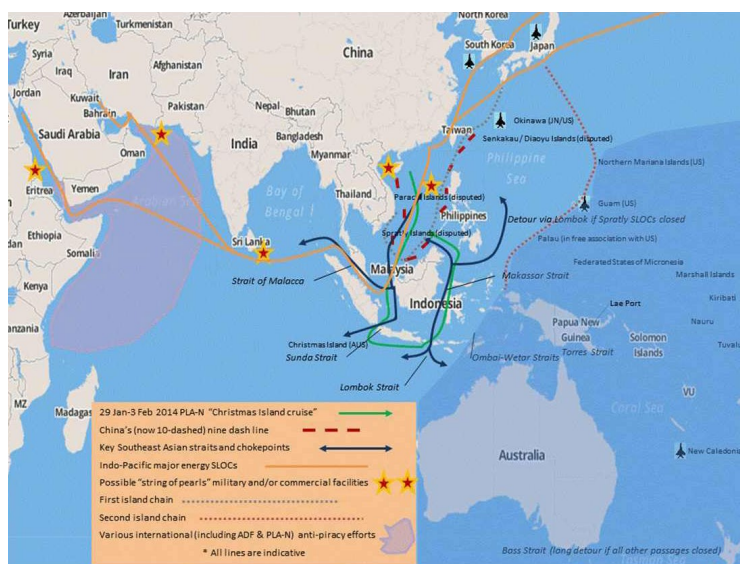 North Korea
Azerbaijan
Turkey
Turkmenistan
South Korea
Japan
China
Syria
Iran
Afghanistan
Iraq
Jordan
Kuwait
Bahrain
Pakistan
Nepal
Bhutan
Okinawa (JN/US)
Saudi Arabia
Taiwan
Bangladesh
Senkakau / Diaoyu Islands (disputed)
India
Oman
Myanmar
Philippine
Sea
Northern Mariana Islands (US)
Eritrea
Yemen
Arabian Sea
Bay of
Bengal
Thailand
Paracel Islands (disputed)
Guam (US)
Philippines
Detour via Lombok if Spratly SLOCs closed
Ethiopia
Spratly Islands (disputed)
Sri Lanka
Palau (in free association with US)
Somalia
Federated States of Micronesia
Malaysia
Strait of Malacca
Makassar Strait
Marshall Islands
Kenya
Indonesia
Lae Port
Kiribati
Nauru
anzania
Papua New
Guinea
Solomon
Islands
Christmas Island (AUS)
Tuvalu
Sunda Strait
Ombai-Wetar Straits
Torres Strait
Lombok Strait
MZ
Madagas
VU
Coral Sea
Australia
New Caledonia
29 Jan-3 Feb 2014 PLA-N "Christmas Island cruise"
China's (now 10-dashed) nine dash line
Key Southeast Asian straits and chokepoints
Indo-Pacific major energy SLOCs
Possible "string of pearls" military and/or commercial facilities
First island chain
Second island chain
Various international (including ADF & PLA-N) anti-piracy efforts
* All lines are indicative
Bass Strait (long detour if all other passages closed)
Tasman Sea